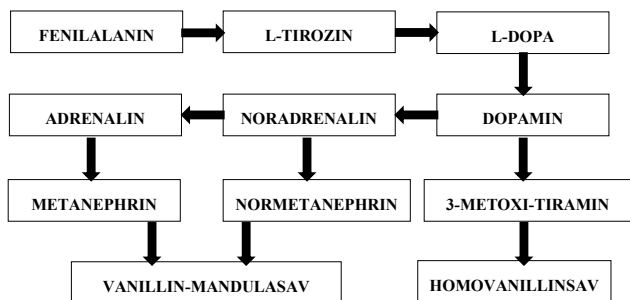 FENILALANIN
L-TIROZIN
L-DOPA
ADRENALIN
NORADRENALIN
DOPAMIN
METANEPHRIN
NORMETANEPHRIN
3-METOXI-TIRAMIN
VANILLIN-MANDULASAV
HOMOVANILLINSAV